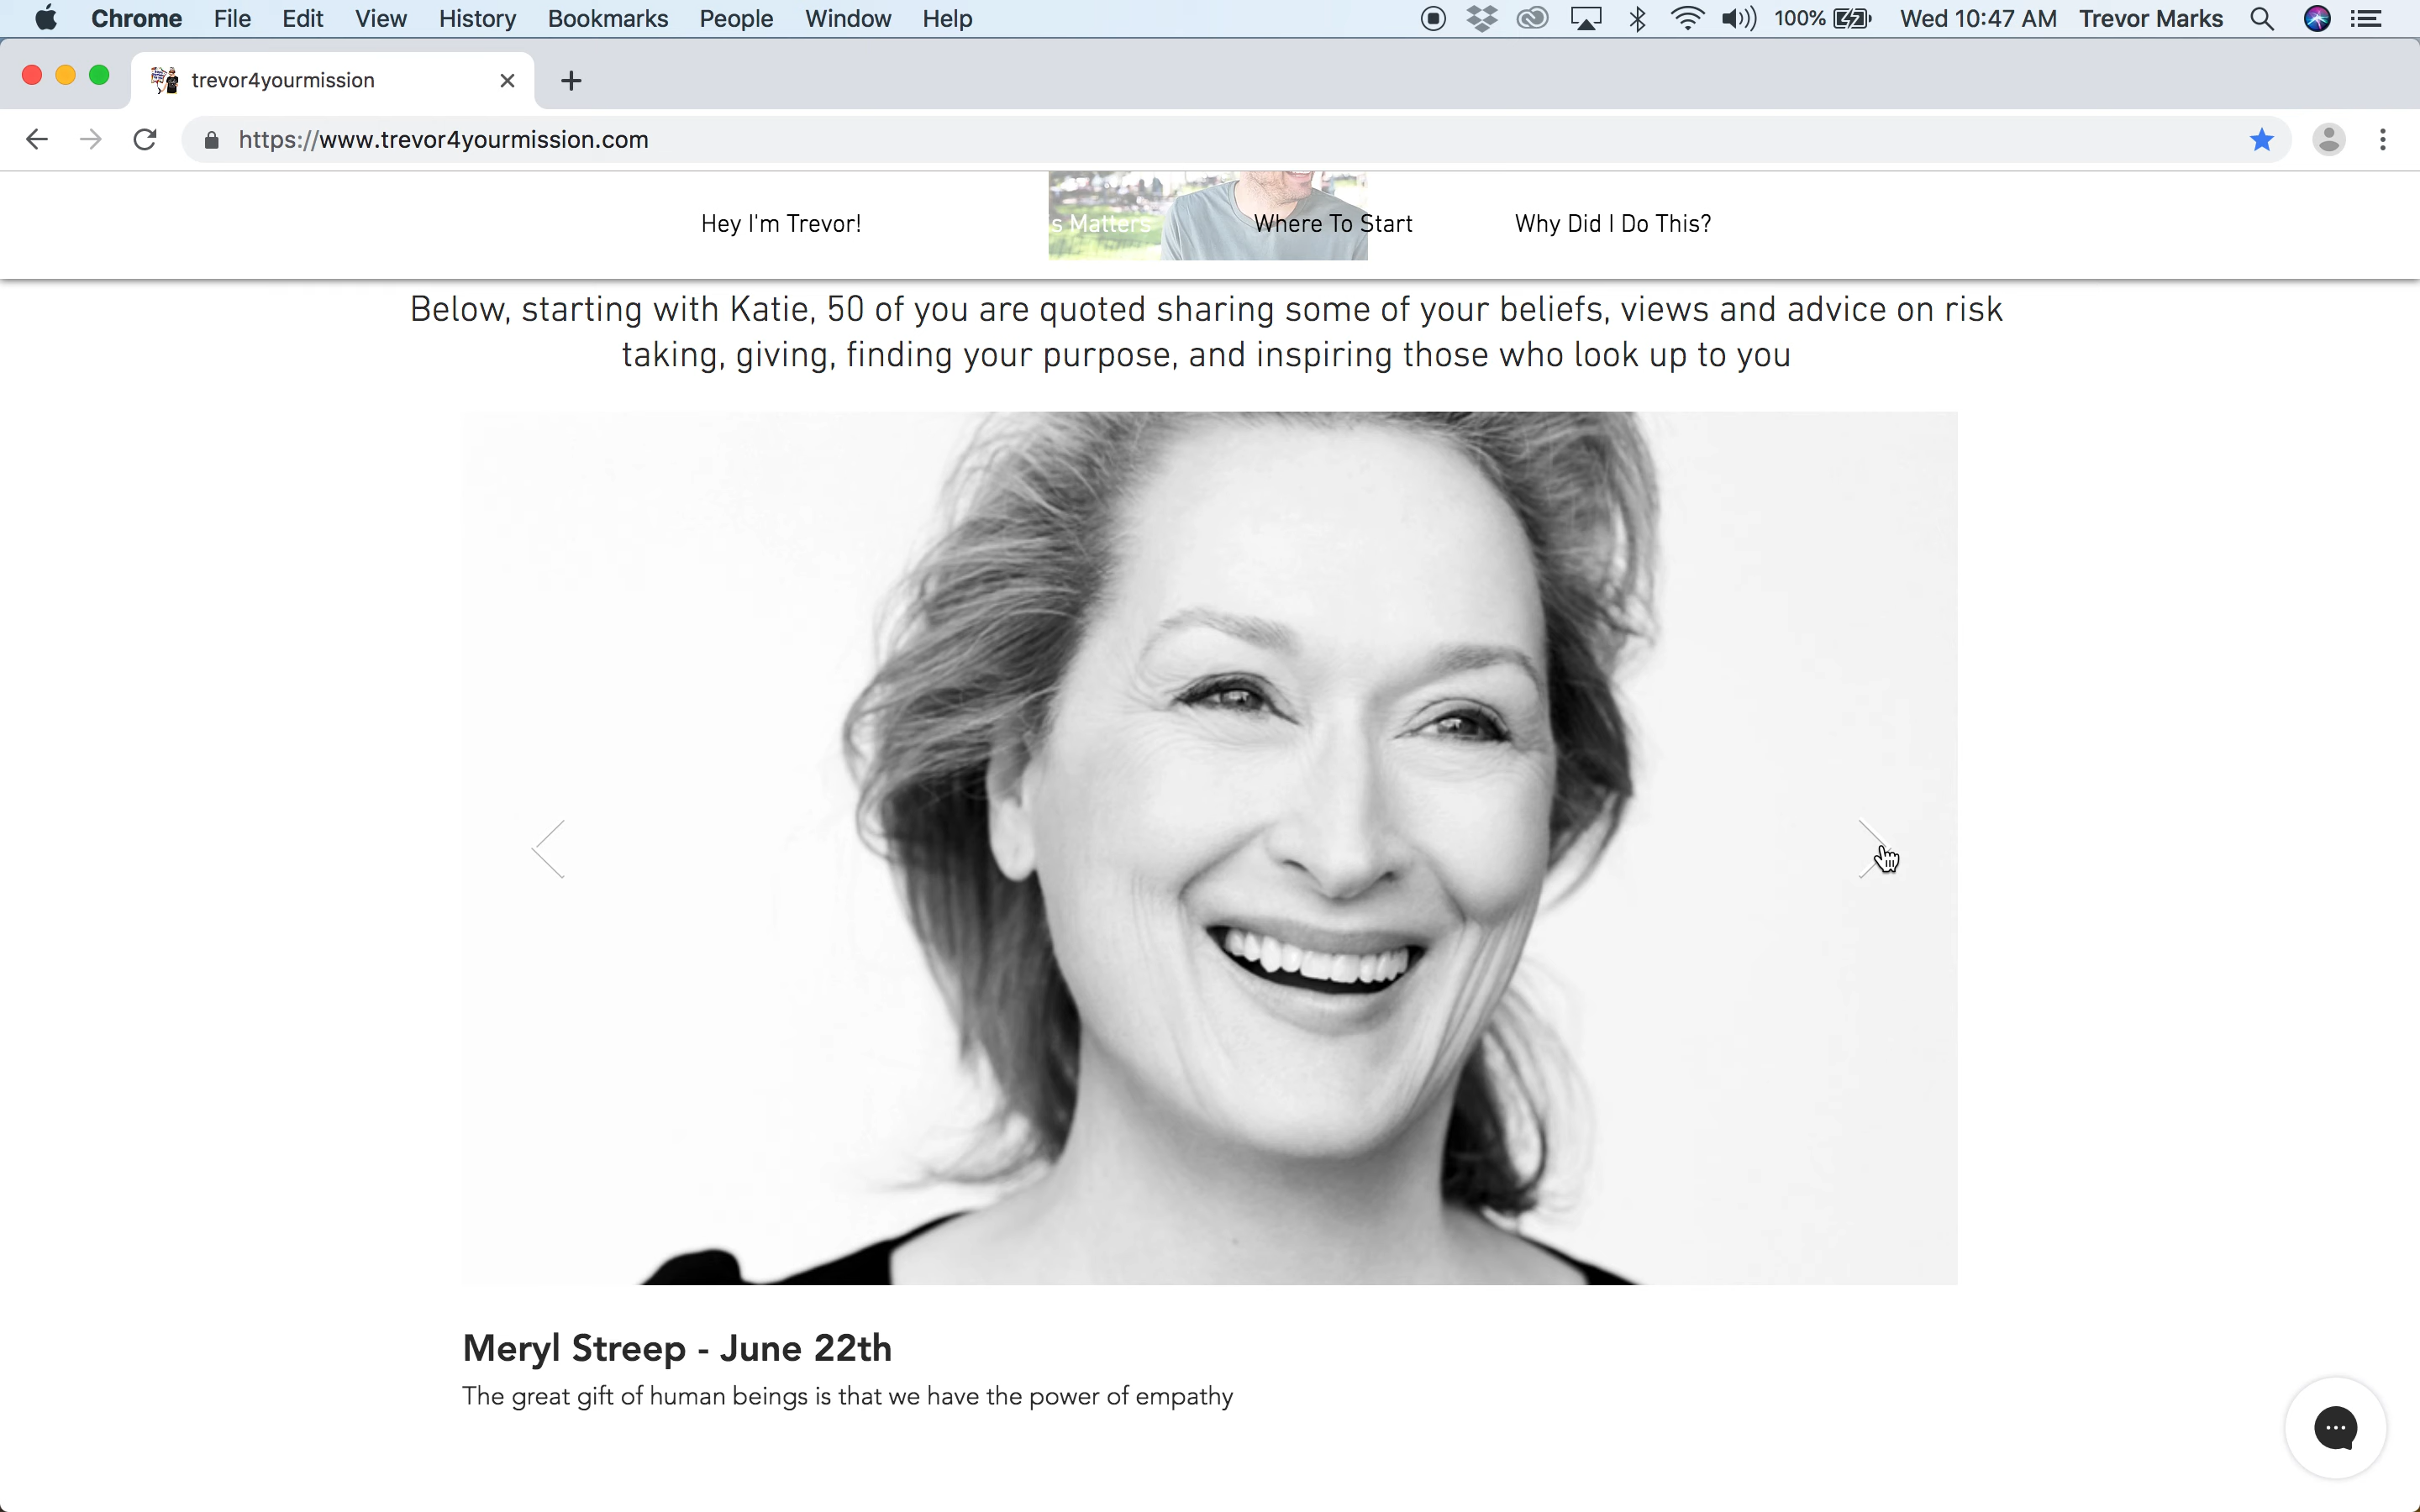 Chrome File Edit View History Bookmarks People Window Help 100% Wed 10:47 AM Trevor Marks
trevor4yourmission
https://www.trevor4yourmission.com
Hey I'm Trevor! s Matters Where To Start Why Did I Do This?
Below, starting with Katie, 50 of you are quoted sharing some of your beliefs, views and advice on risk
taking, giving, finding your purpose, and inspiring those who look up to you
Meryl Streep - June 22th
The great gift of human beings is that we have the power of empathy